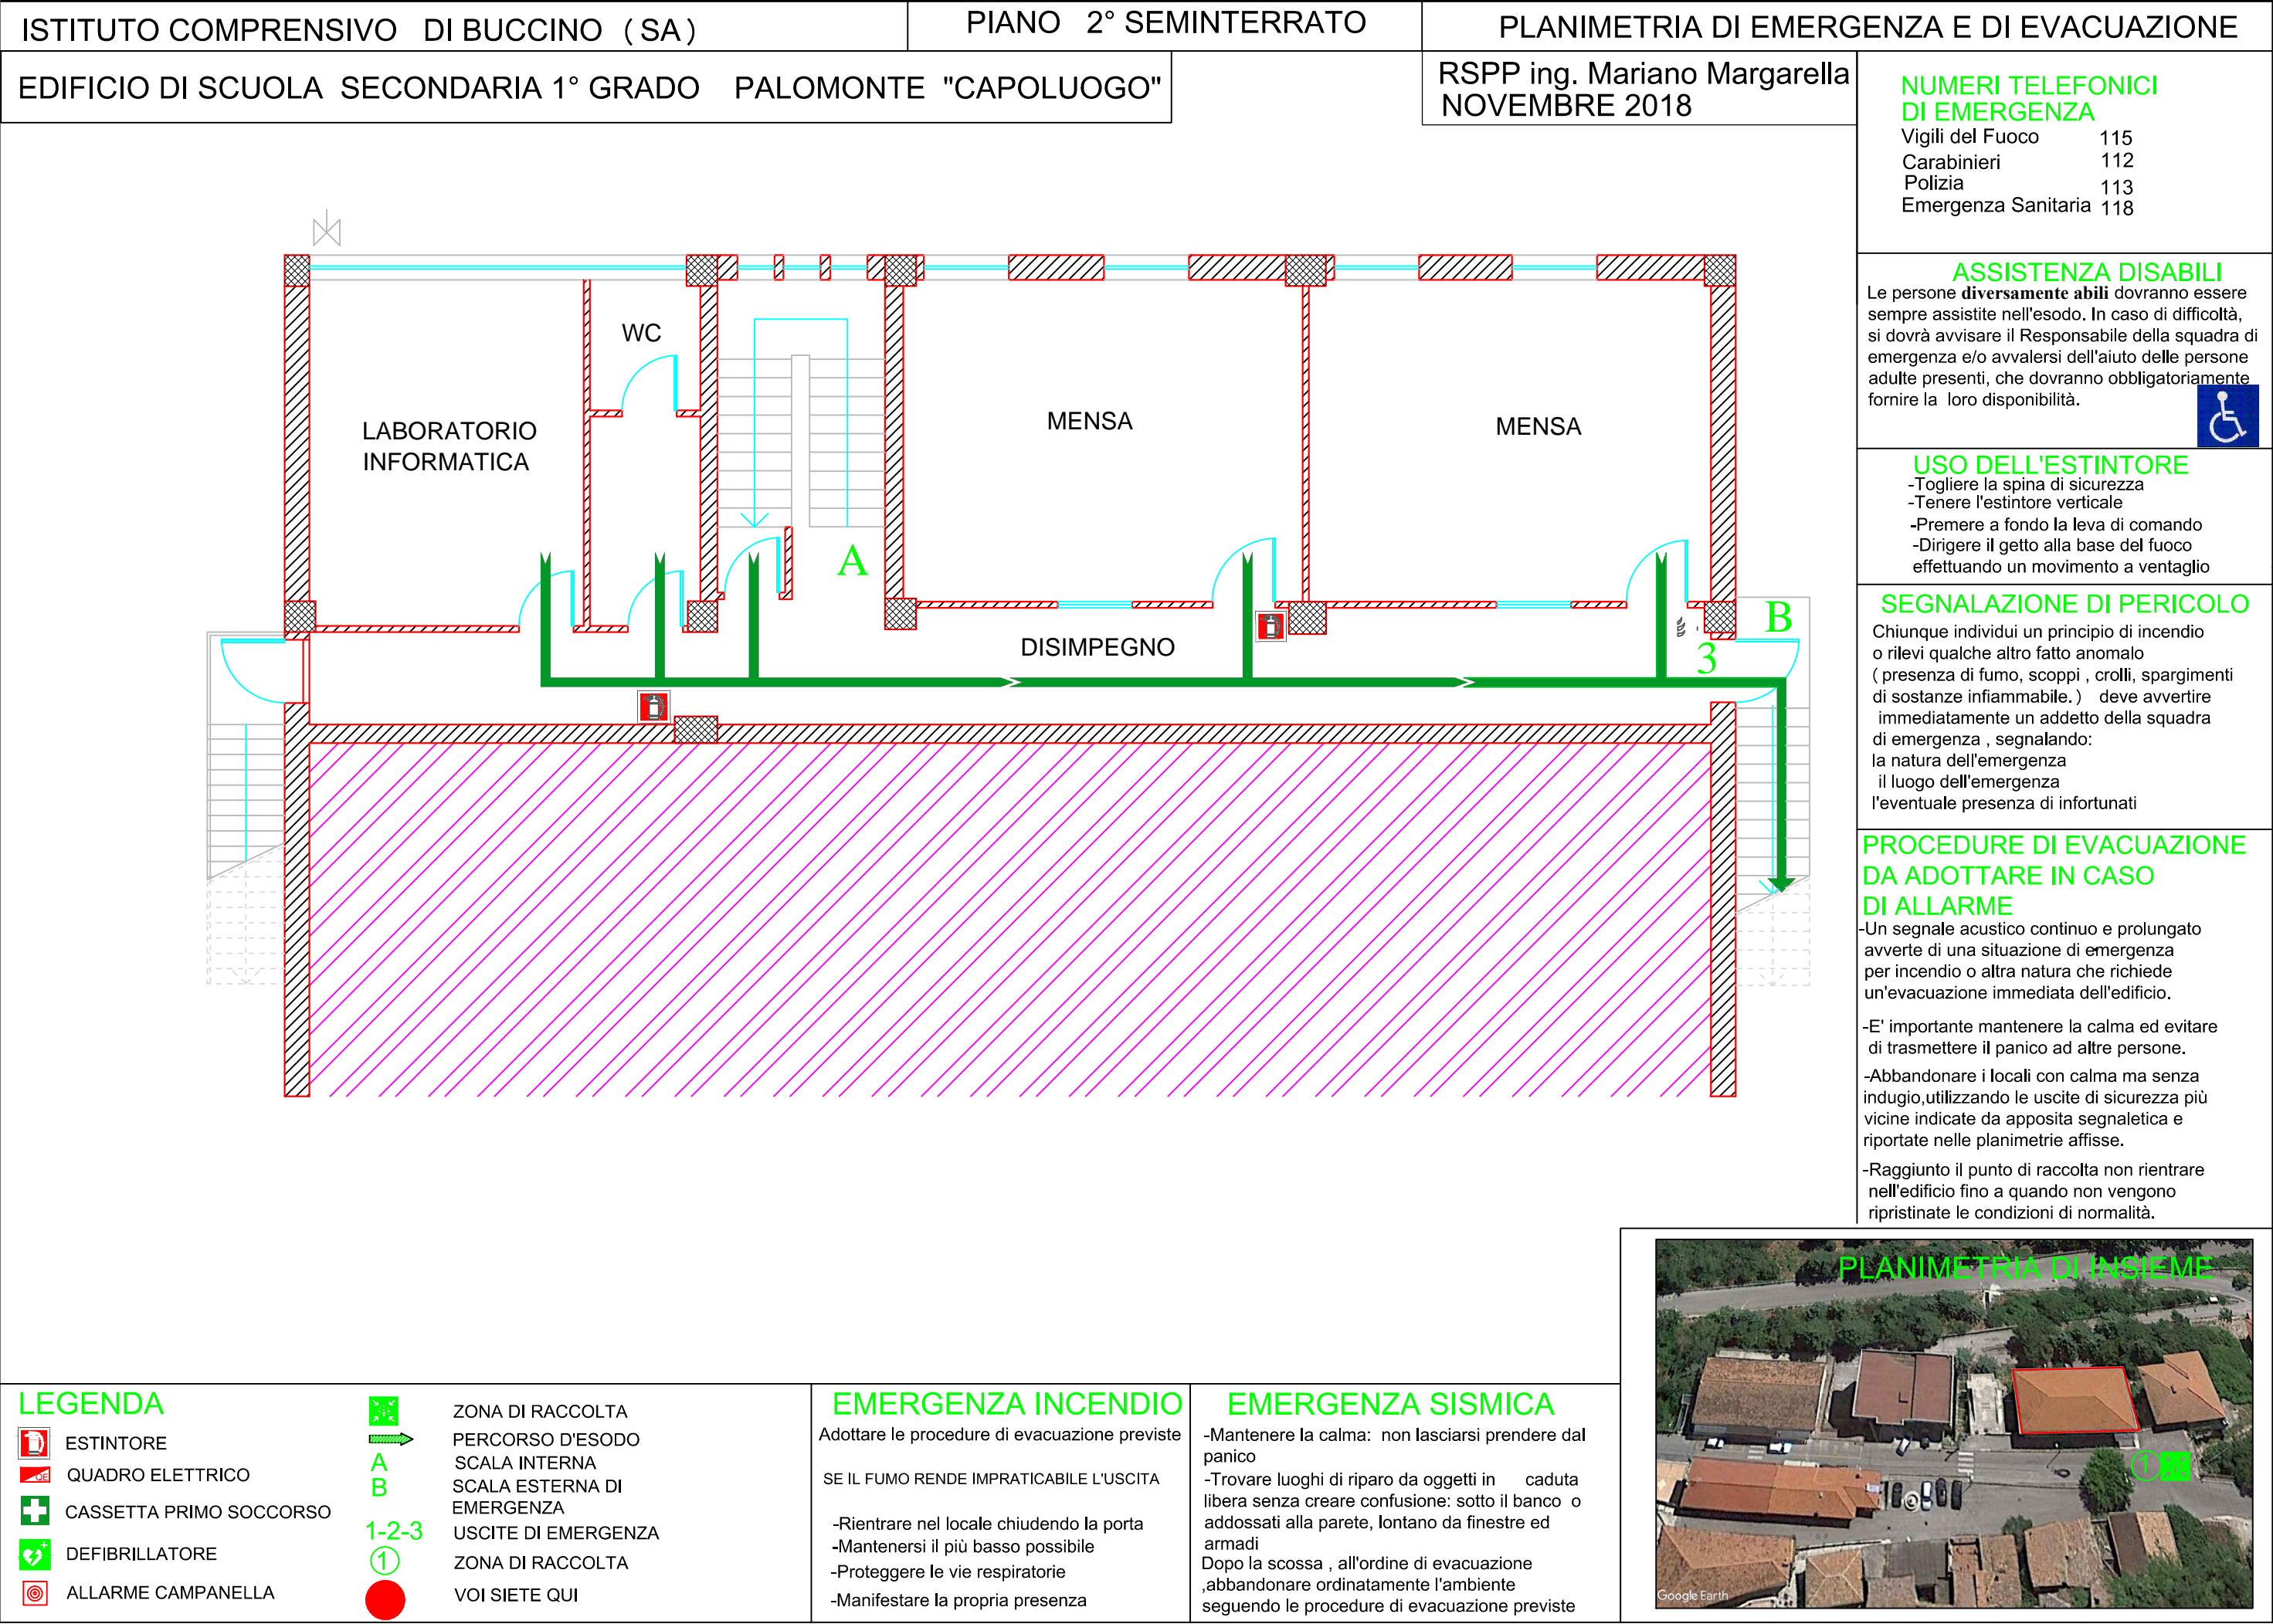 ISTITUTO COMPRENSIVO DI BUCCINO ( SA )
PIANO 2° SEMINTERRATO
PLANIMETRIA DI EMERGENZA E DI EVACUAZIONE
EDIFICIO DI SCUOLA SECONDARIA 1° GRADO PALOMONTE "CAPOLUOGO"
RSPP ing. Mariano Margarella
NOVEMBRE 2018
NUMERI TELEFONICI
DI EMERGENZA
Vigili del Fuoco 115
Carabinieri 112
Polizia 113
Emergenza Sanitaria 118
ASSISTENZA DISABILI
Le persone diversamente abili dovranno essere
sempre assistite nell'esodo. In caso di difficoltà,
si dovrà avvisare il Responsabile della squadra di
emergenza e/o avvalersi dell'aiuto delle persone
adulte presenti, che dovranno obbligatoriamente
fornire la loro disponibilità.
USO DELL'ESTINTORE
-Togliere la spina di sicurezza
-Tenere l'estintore verticale
-Premere a fondo la leva di comando
-Dirigere il getto alla base del fuoco
effettuando un movimento a ventaglio
SEGNALAZIONE DI PERICOLO
Chiunque individui un principio di incendio
o rilevi qualche altro fatto anomalo
( presenza di fumo, scoppi , crolli, spargimenti
di sostanze infiammabile. ) deve avvertire
immediatamente un addetto della squadra
di emergenza , segnalando:
la natura dell'emergenza
il luogo dell'emergenza
l'eventuale presenza di infortunati
PROCEDURE DI EVACUAZIONE
DA ADOTTARE IN CASO
DI ALLARME
-Un segnale acustico continuo e prolungato
avverte di una situazione di emergenza
per incendio o altra natura che richiede
un'evacuazione immediata dell'edificio.
-E' importante mantenere la calma ed evitare
di trasmettere il panico ad altre persone.
-Abbandonare i locali con calma ma senza
indugio,utilizzando le uscite di sicurezza più
vicine indicate da apposita segnaletica e
riportate nelle planimetrie affisse.
-Raggiunto il punto di raccolta non rientrare
nell'edificio fino a quando non vengono
ripristinate le condizioni di normalità.
WC
LABORATORIO
INFORMATICA
MENSA
MENSA
A
B
3
DISIMPEGNO
PLANIMETRIA DI INSIEME
1
Google Earth
LEGENDA
ESTINTORE
QE QUADRO ELETTRICO
CASSETTA PRIMO SOCCORSO
DEFIBRILLATORE
ALLARME CAMPANELLA
ZONA DI RACCOLTA
PERCORSO D'ESODO
A SCALA INTERNA
B SCALA ESTERNA DI
EMERGENZA
1-2-3 USCITE DI EMERGENZA
1 ZONA DI RACCOLTA
VOI SIETE QUI
EMERGENZA INCENDIO
Adottare le procedure di evacuazione previste
SE IL FUMO RENDE IMPRATICABILE L'USCITA
-Rientrare nel locale chiudendo la porta
-Mantenersi il più basso possibile
-Proteggere le vie respiratorie
-Manifestare la propria presenza
EMERGENZA SISMICA
-Mantenere la calma: non lasciarsi prendere dal
panico
-Trovare luoghi di riparo da oggetti in caduta
libera senza creare confusione: sotto il banco o
addossati alla parete, lontano da finestre ed
armadi
Dopo la scossa , all'ordine di evacuazione
,abbandonare ordinatamente l'ambiente
seguendo le procedure di evacuazione previste